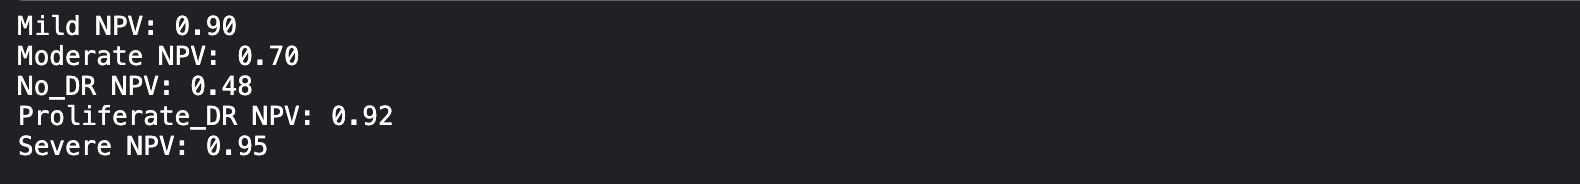 Mild NPV: 0.90
Moderate NPV: 0.70
No_DR NPV: 0.48
Proliferate_DR NPV: 0.92
Severe NPV: 0.95